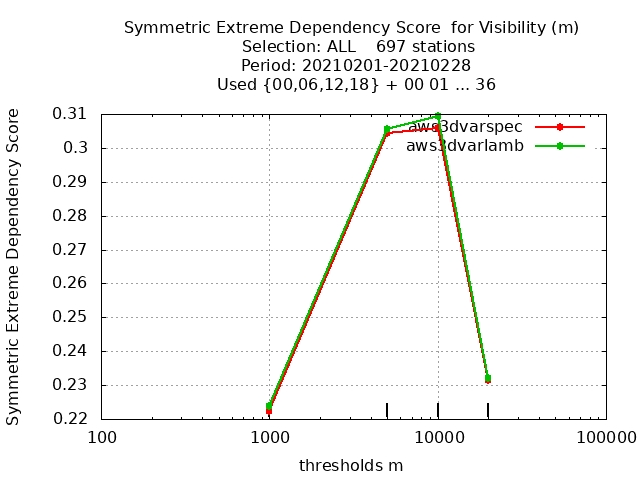 Symmetric Extreme Dependency Score  for Visibility (m)
Selection: ALL    697 stations
Period: 20210201-20210228
Used {00,06,12,18} + 00 01 ... 36
Symmetric Extreme Dependency Score
0.31
0.3
0.29
0.28
0.27
0.26
0.25
0.24
0.23
0.22
aws3dvarspec
aws3dvarlamb
100 1000 10000 100000
thresholds m